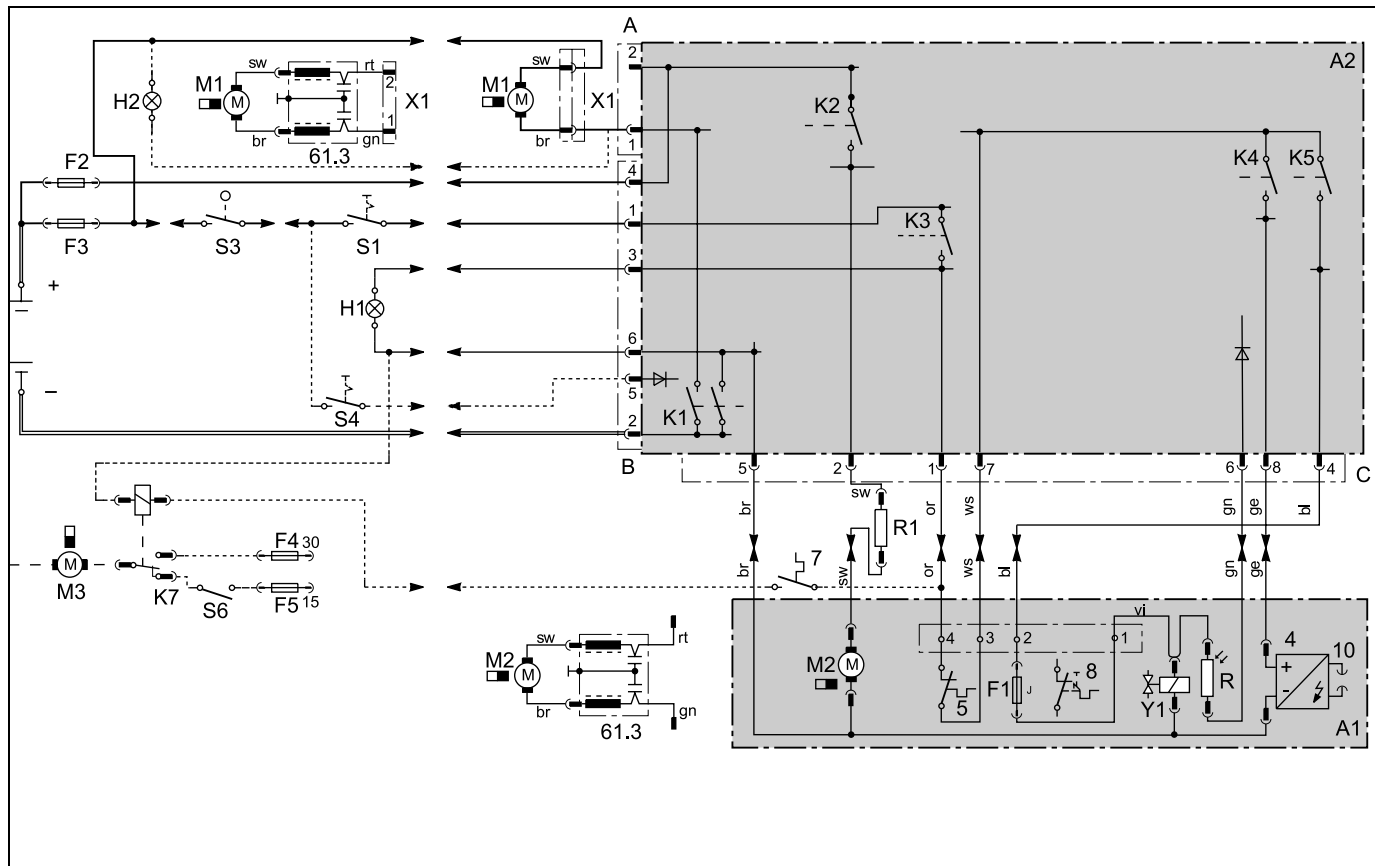 A
A2
2
sw
rt
M1
M
2
X1
1
br
gn
61.3
H2
sw
M1
M
X1
br
1
K2
K4
K5
F2
4
F3
S3
S1
1
K3
+
3
H1
6
5
−
S4
K1
2
B
5
2
1
7
6
8
4
C
br
sw
or
ws
gn
ge
bl
R1
F4
30
M
M3
K7
S6
F5
15
7
br
sw
or
ws
bl
gn
ge
vi
sw
rt
M2
M
br
gn
61.3
M2
M
4
3
2
1
5
F1
J
8
Y1
R
4
10
+
-
A1